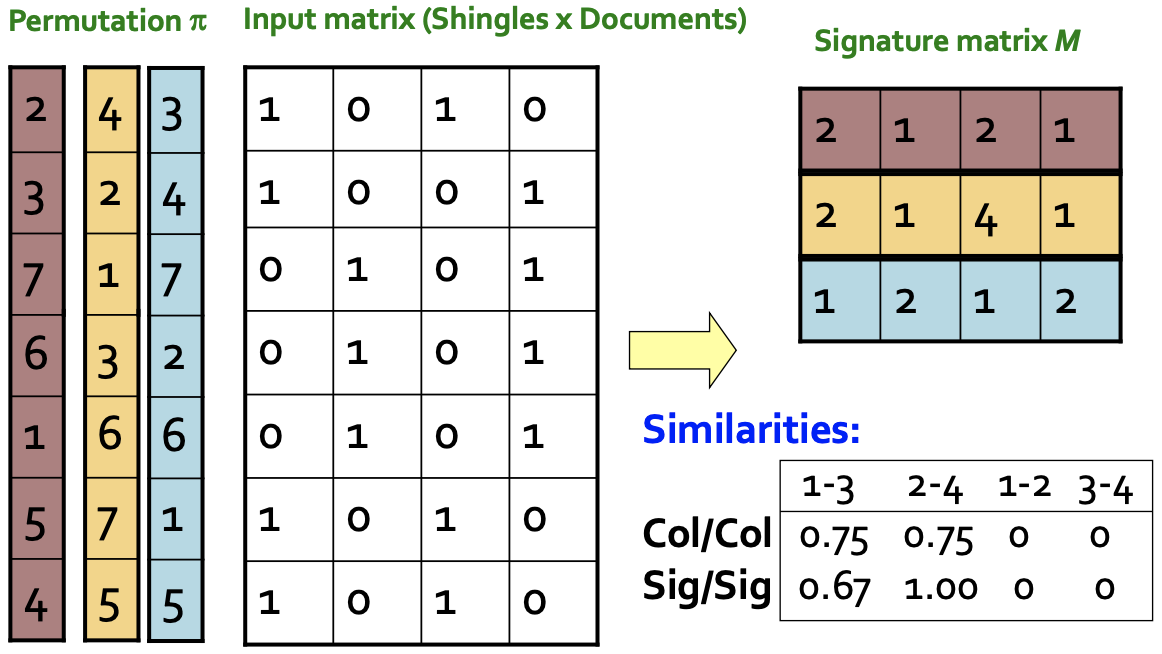 Permutation π Input matrix (Shingles x Documents)
Signature matrix M
2 4 3 1 0 1 0
3 2 4 1 0 0 1
7 1 7 0 1 0 1
6 3 2 0 1 0 1
1 6 6 0 1 0 1
5 7 1 1 0 1 0
4 5 5 1 0 1 0
2 1 2 1
2 1 4 1
1 2 1 2
Similarities:
1-3 2-4 1-2 3-4
Col/Col 0.75 0.75 0 0
Sig/Sig 0.67 1.00 0 0